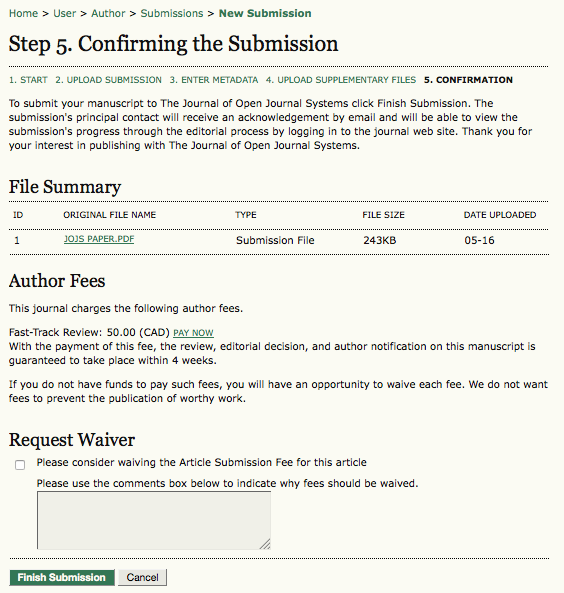 Home > User > Author > Submissions > New Submission
Step 5. Confirming the Submission
1. START 2. UPLOAD SUBMISSION 3. ENTER METADATA 4. UPLOAD SUPPLEMENTARY FILES 5. CONFIRMATION
To submit your manuscript to The Journal of Open Journal Systems click Finish Submission. The
submission's principal contact will receive an acknowledgement by email and will be able to view the
submission's progress through the editorial process by logging in to the journal web site. Thank you for
your interest in publishing with The Journal of Open Journal Systems.
File Summary
ID ORIGINAL FILE NAME TYPE FILE SIZE DATE UPLOADED
1 JOJS PAPER.PDF Submission File 243KB 05-16
Author Fees
This journal charges the following author fees.
Fast-Track Review: 50.00 (CAD) PAY NOW
With the payment of this fee, the review, editorial decision, and author notification on this manuscript is
guaranteed to take place within 4 weeks.
If you do not have funds to pay such fees, you will have an opportunity to waive each fee. We do not want
fees to prevent the publication of worthy work.
Request Waiver
Please consider waiving the Article Submission Fee for this article
Please use the comments box below to indicate why fees should be waived.
Finish Submission Cancel